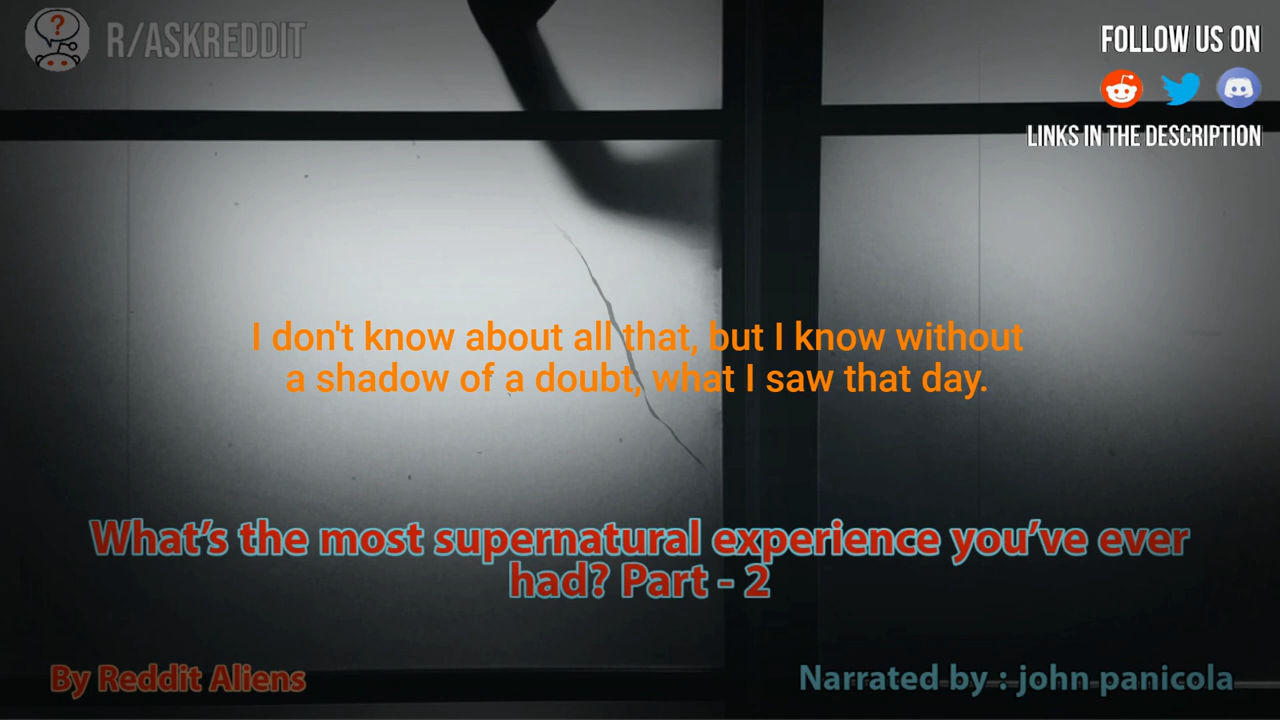 R/ASKREDDIT
FOLLOW US ON
LINKS IN THE DESCRIPTION
I don't know about all that, but I know without
a shadow of a doubt, what I saw that day.
What’s the most supernatural experience you’ve ever
had? Part - 2
By Reddit Aliens
Narrated by : john panicola